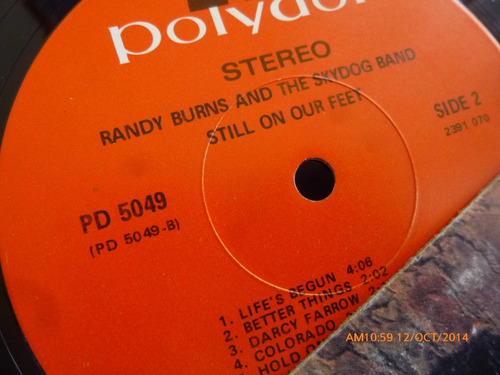 polydor
STEREO
RANDY BURNS AND THE SKYDOG BAND
STILL ON OUR FEET
SIDE 2
2391 070
PD 5049
(PD 5049-B)
1. LIFE'S BEGUN 4:06
2. BETTER THINGS 2:02
3. DARCY FARROW
4. COLORADO
HOLD
AM10:59 12/OCT/2014